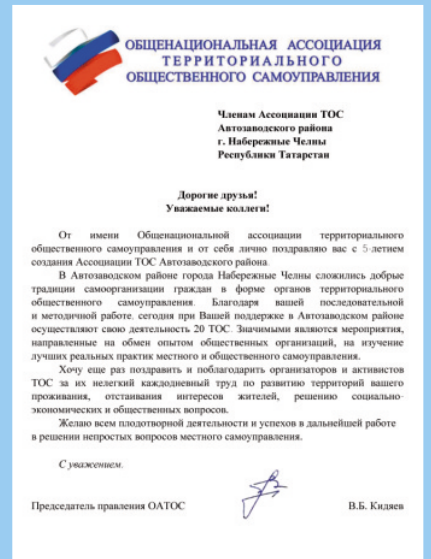 ОБЩЕНАЦИОНАЛЬНАЯ АССОЦИАЦИЯ
ТЕРРИТОРИАЛЬНОГО
ОБЩЕСТВЕННОГО САМОУПРАВЛЕНИЯ
Членам Ассоциации ТОС
Автозаводского района
г. Набережные Челны
Республики Татарстан
Дорогие друзья!
Уважаемые коллеги!
От имени Общенациональной ассоциации территориального
общественного самоуправления и от себя лично поздравляю вас с 5-летием
создания Ассоциации ТОС Автозаводского района.
В Автозаводском районе города Набережные Челны сложились добрые
традиции самоорганизации граждан в форме органов территориального
общественного самоуправления. Благодаря вашей последовательной
и методичной работе, сегодня при Вашей поддержке в Автозаводском районе
осуществляют свою деятельность 20 ТОС. Значимыми являются мероприятия,
направленные на обмен опытом общественных организаций, на изучение
лучших реальных практик местного и общественного самоуправления.
Хочу еще раз поздравить и поблагодарить организаторов и активистов
ТОС за их нелегкий каждодневный труд по развитию территорий вашего
проживания, отстаивания интересов жителей, решению социально-
экономических и общественных вопросов.
Желаю всем плодотворной деятельности и успехов в дальнейшей работе
в решении непростых вопросов местного самоуправления.
С уважением,
Председатель правления ОАТОС В.Б. Кидяев